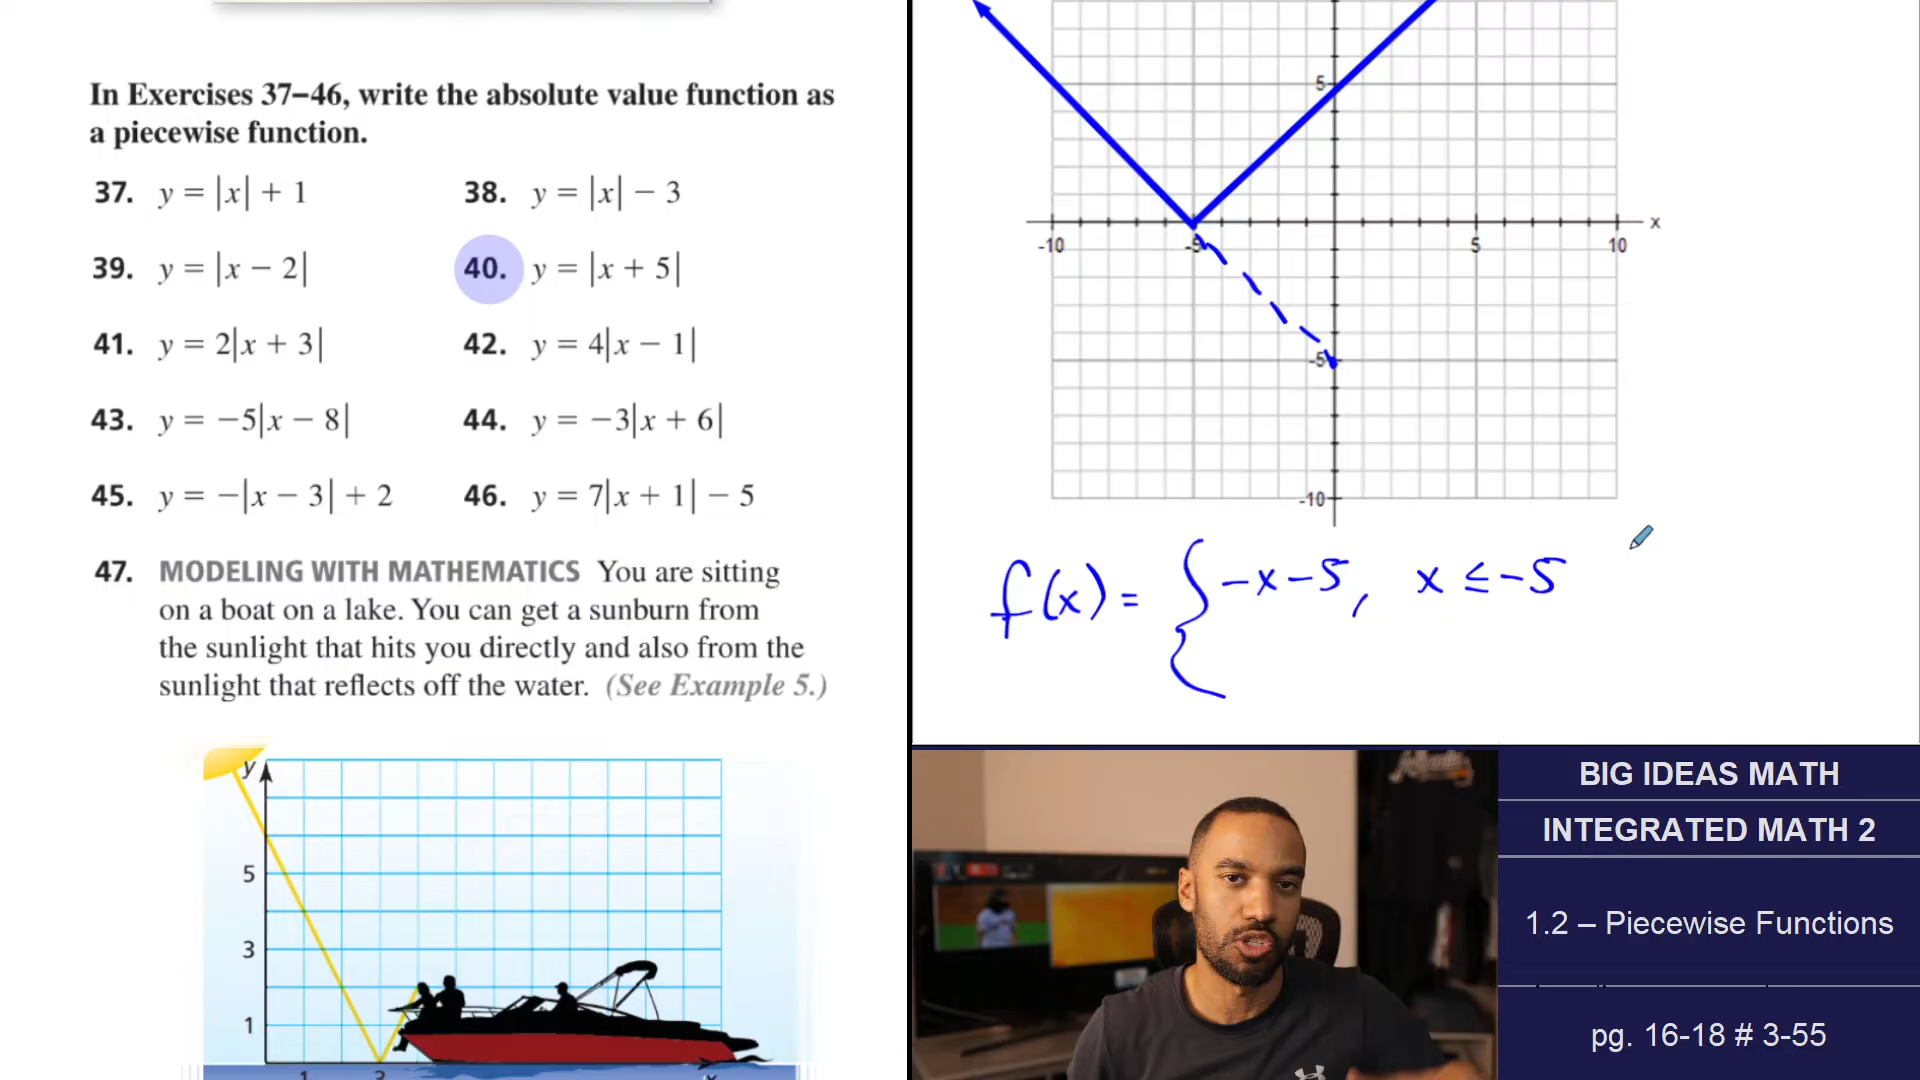 In Exercises 37–46, write the absolute value function as
a piecewise function.
37. y = |x| + 1
38. y = |x| − 3
39. y = |x − 2|
40. y = |x + 5|
41. y = 2|x + 3|
42. y = 4|x − 1|
43. y = −5|x − 8|
44. y = −3|x + 6|
45. y = −|x − 3| + 2
46. y = 7|x + 1| − 5
47. MODELING WITH MATHEMATICS You are sitting
on a boat on a lake. You can get a sunburn from
the sunlight that hits you directly and also from the
sunlight that reflects off the water. (See Example 5.)
y
5
3
1
1 3 x
5
-10 -5 5 10 x
-5
-10
f(x) = { -x-5, x ≤ -5
BIG IDEAS MATH
INTEGRATED MATH 2
1.2 – Piecewise Functions
pg. 16-18 # 3-55